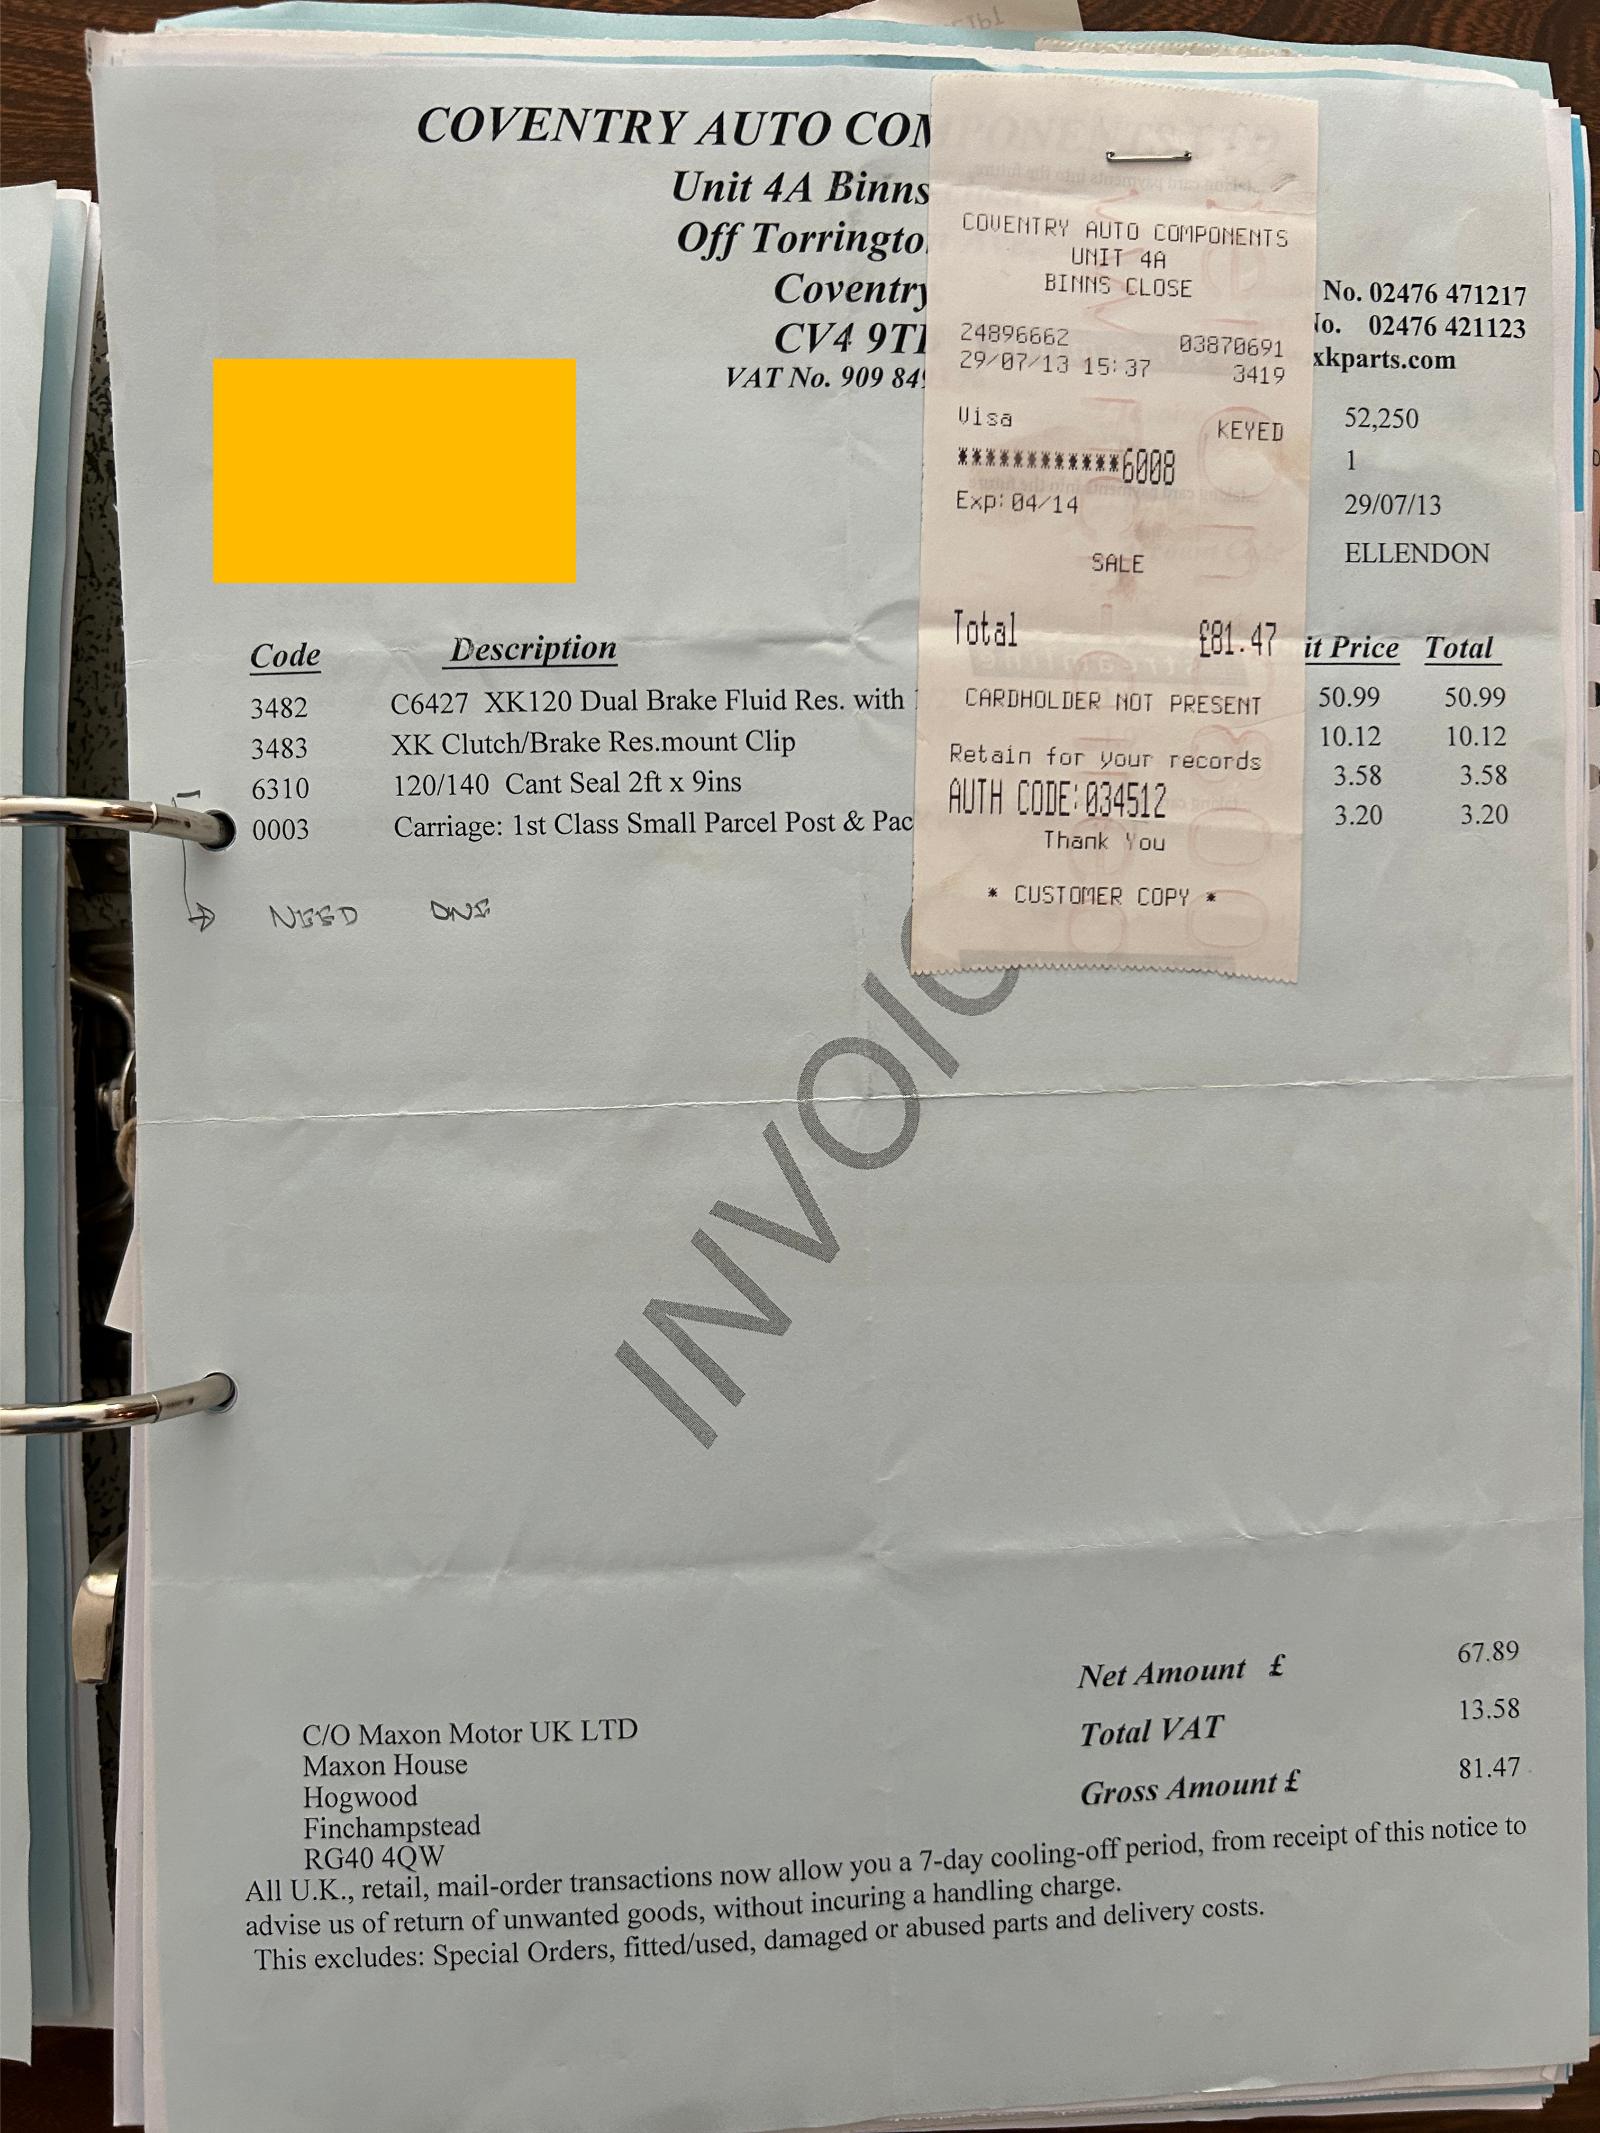 COVENTRY AUTO
Unit 4A Binns
Off
Coventry
CV4
VAT No. 909
No. 02476 471217
No. 02476 421123
xkparts.com
52,250
1
29/07/13
ELLENDON
COVENTRY AUTO COMPONENTS
UNIT 4A
BINNS CLOSE
24896662 03870691
29/07/13 15:37 3419
Visa KEYED
************6008
Exp:04/14
SALE
Total £81.47
CARDHOLDER NOT PRESENT
Retain for your records
AUTH CODE:034512
Thank You
* CUSTOMER COPY *
Code Description Price Total
3482 C6427 XK120 Dual Brake Fluid Res. with 50.99 50.99
3483 XK Clutch/Brake Res.mount Clip 10.12 10.12
6310 120/140 Cant Seal 2ft x 9ins 3.58 3.58
0003 Carriage: 1st Class Small Parcel Post & Pac 3.20 3.20
NEED ONE
INVOIC
Net Amount £ 67.89
Total VAT 13.58
Gross Amount £ 81.47
C/O Maxon Motor UK LTD
Maxon House
Hogwood
Finchampstead
RG40 4QW
All U.K., retail, mail-order transactions now allow you a 7-day cooling-off period, from receipt of this notice to
advise us of return of unwanted goods, without incuring a handling charge.
This excludes: Special Orders, fitted/used, damaged or abused parts and delivery costs.